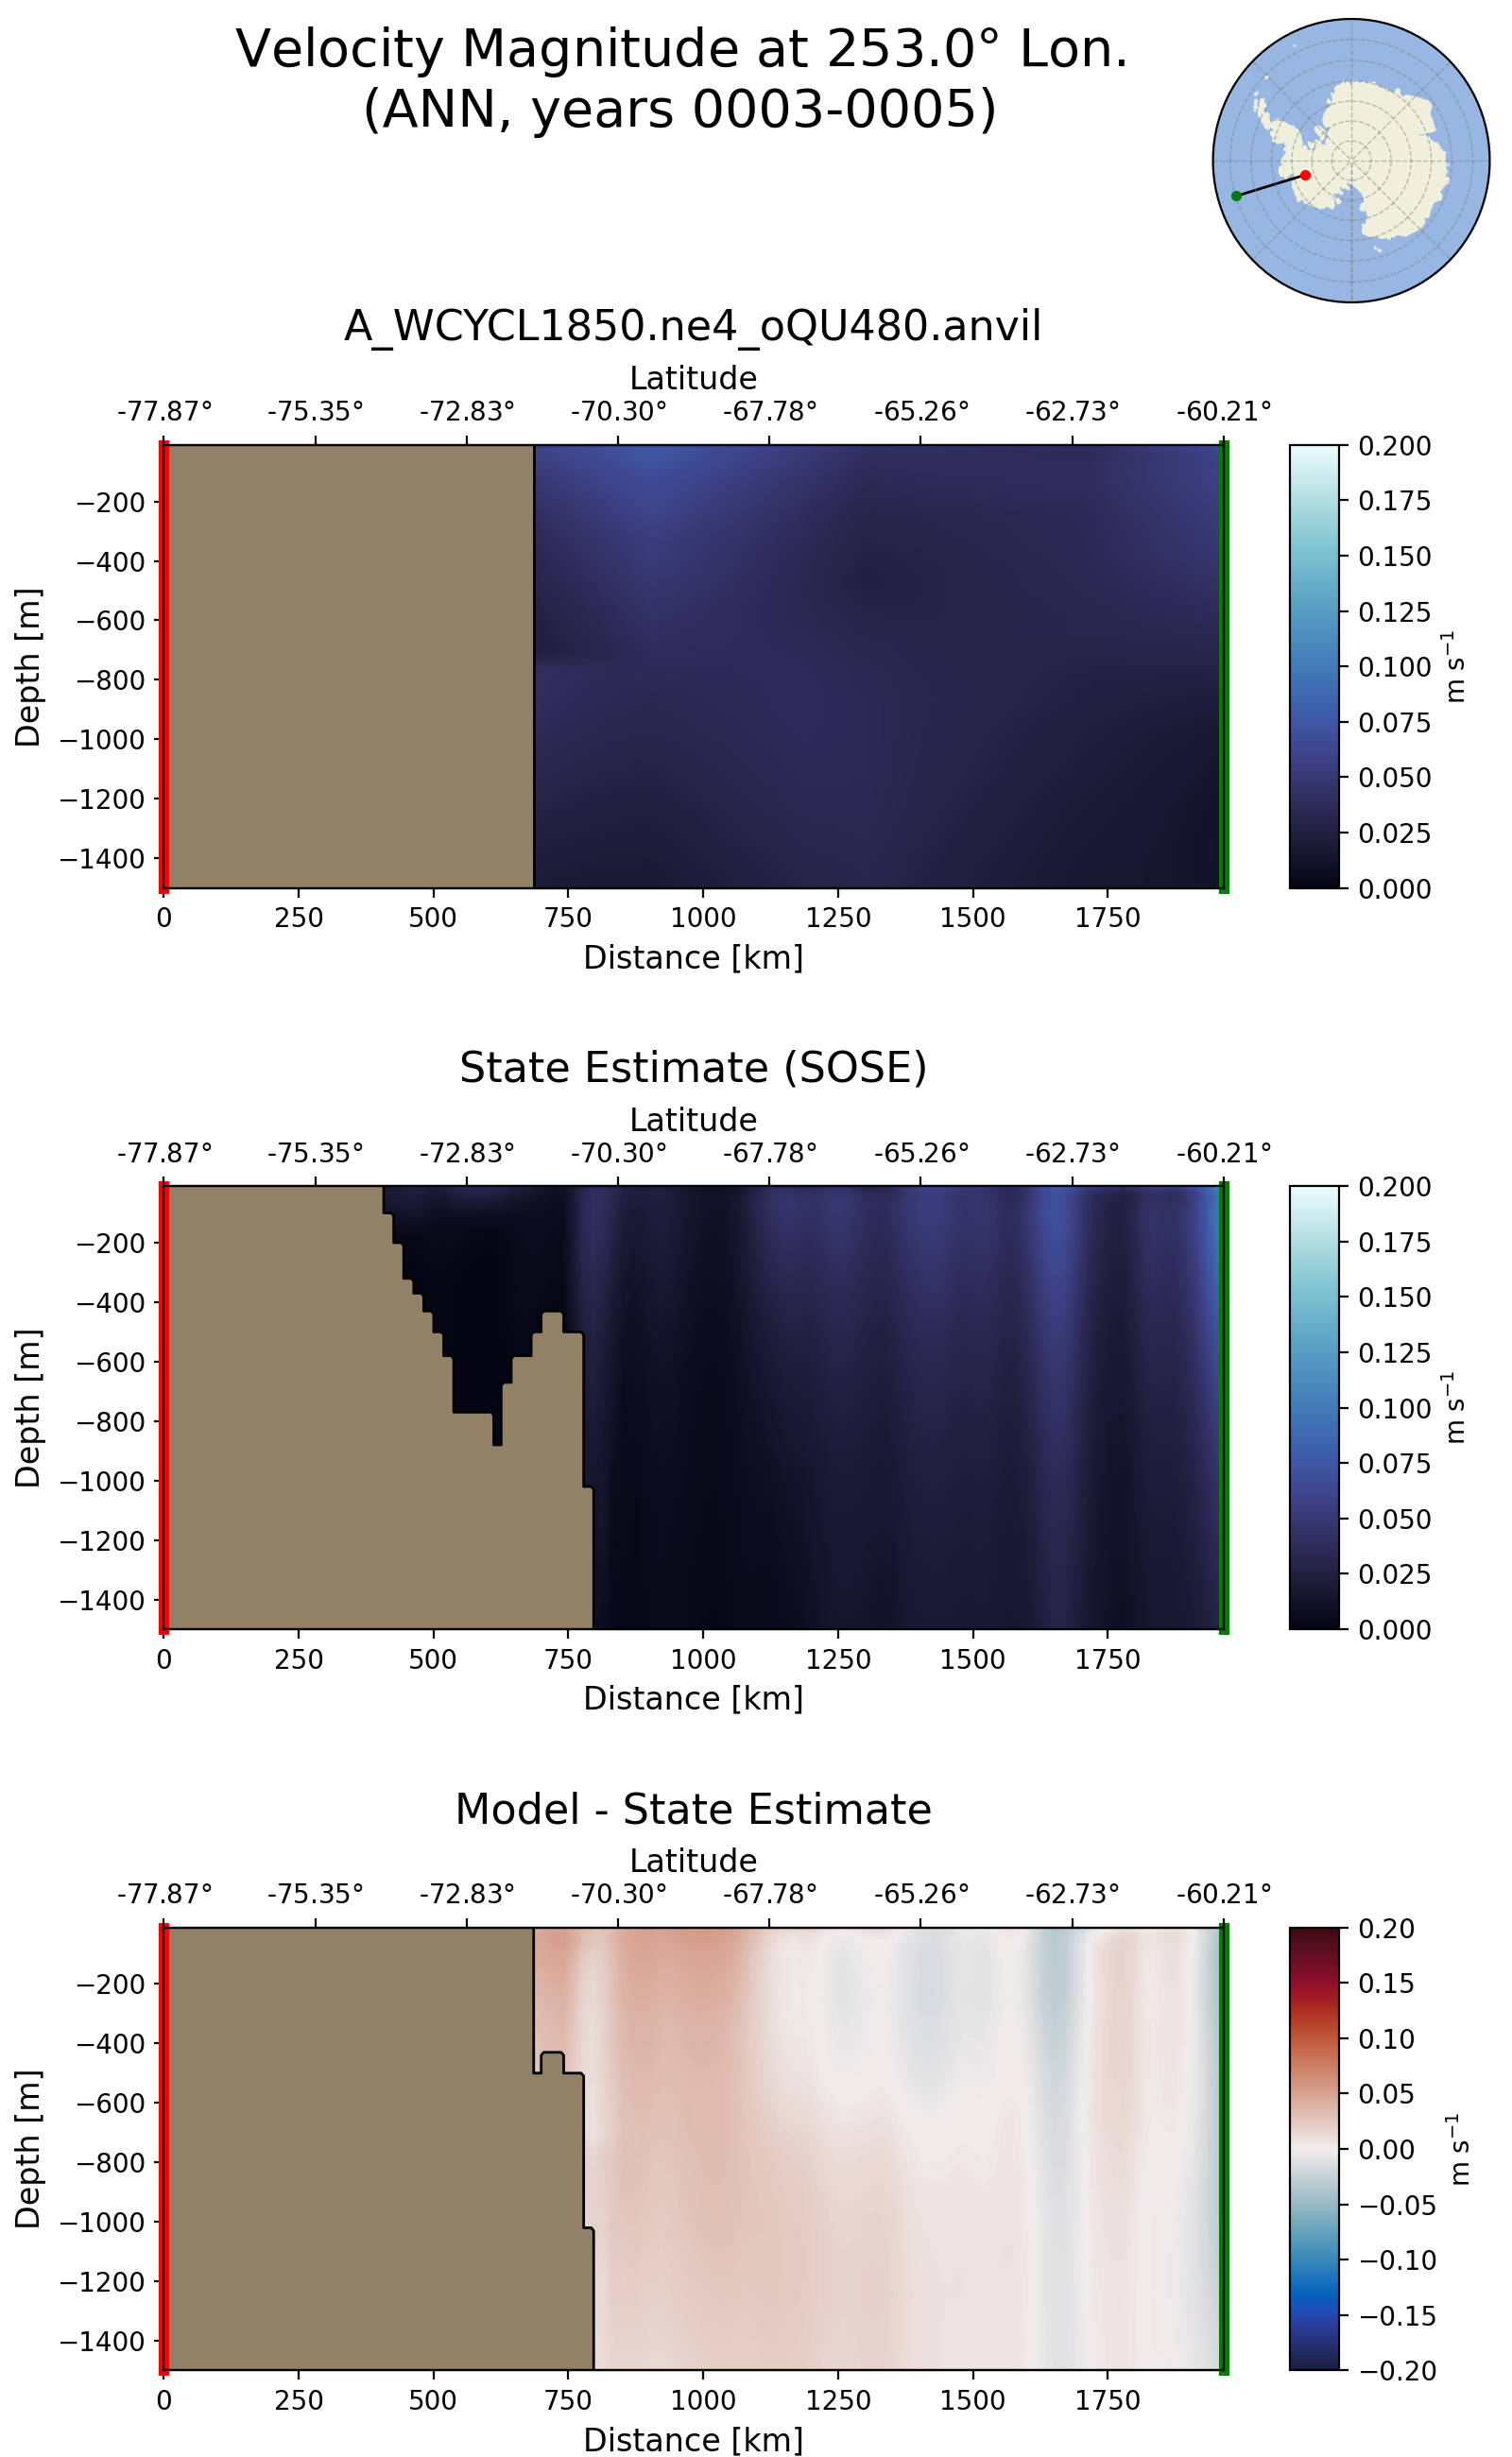 Velocity Magnitude at 253.0° Lon.
(ANN, years 0003-0005)
A_WCYCL1850.ne4_oQU480.anvil
Latitude
-77.87° -75.35° -72.83° -70.30° -67.78° -65.26° -62.73° -60.21°
Depth [m]
−200
−400
−600
−800
−1000
−1200
−1400
0 250 500 750 1000 1250 1500 1750
Distance [km]
0.200
0.175
0.150
0.125
0.100
0.075
0.050
0.025
0.000
m s⁻¹
State Estimate (SOSE)
Latitude
-77.87° -75.35° -72.83° -70.30° -67.78° -65.26° -62.73° -60.21°
Depth [m]
−200
−400
−600
−800
−1000
−1200
−1400
0 250 500 750 1000 1250 1500 1750
Distance [km]
0.200
0.175
0.150
0.125
0.100
0.075
0.050
0.025
0.000
m s⁻¹
Model - State Estimate
Latitude
-77.87° -75.35° -72.83° -70.30° -67.78° -65.26° -62.73° -60.21°
Depth [m]
−200
−400
−600
−800
−1000
−1200
−1400
0 250 500 750 1000 1250 1500 1750
Distance [km]
0.20
0.15
0.10
0.05
0.00
−0.05
−0.10
−0.15
−0.20
m s⁻¹